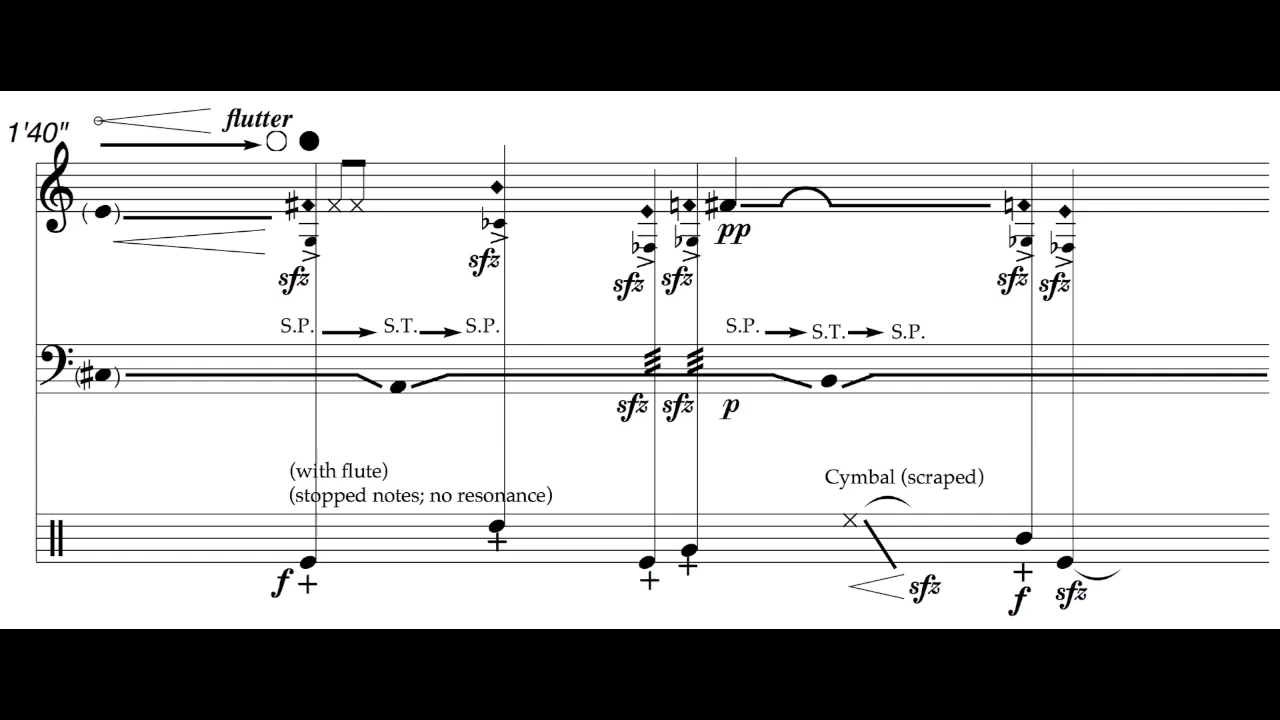 1'40"
flutter
sfz sfz sfz sfz pp sfz sfz
S.P. S.T. S.P. S.P. S.T. S.P.
sfz sfz p
(with flute)
(stopped notes; no resonance)
Cymbal (scraped)
f sfz f sfz